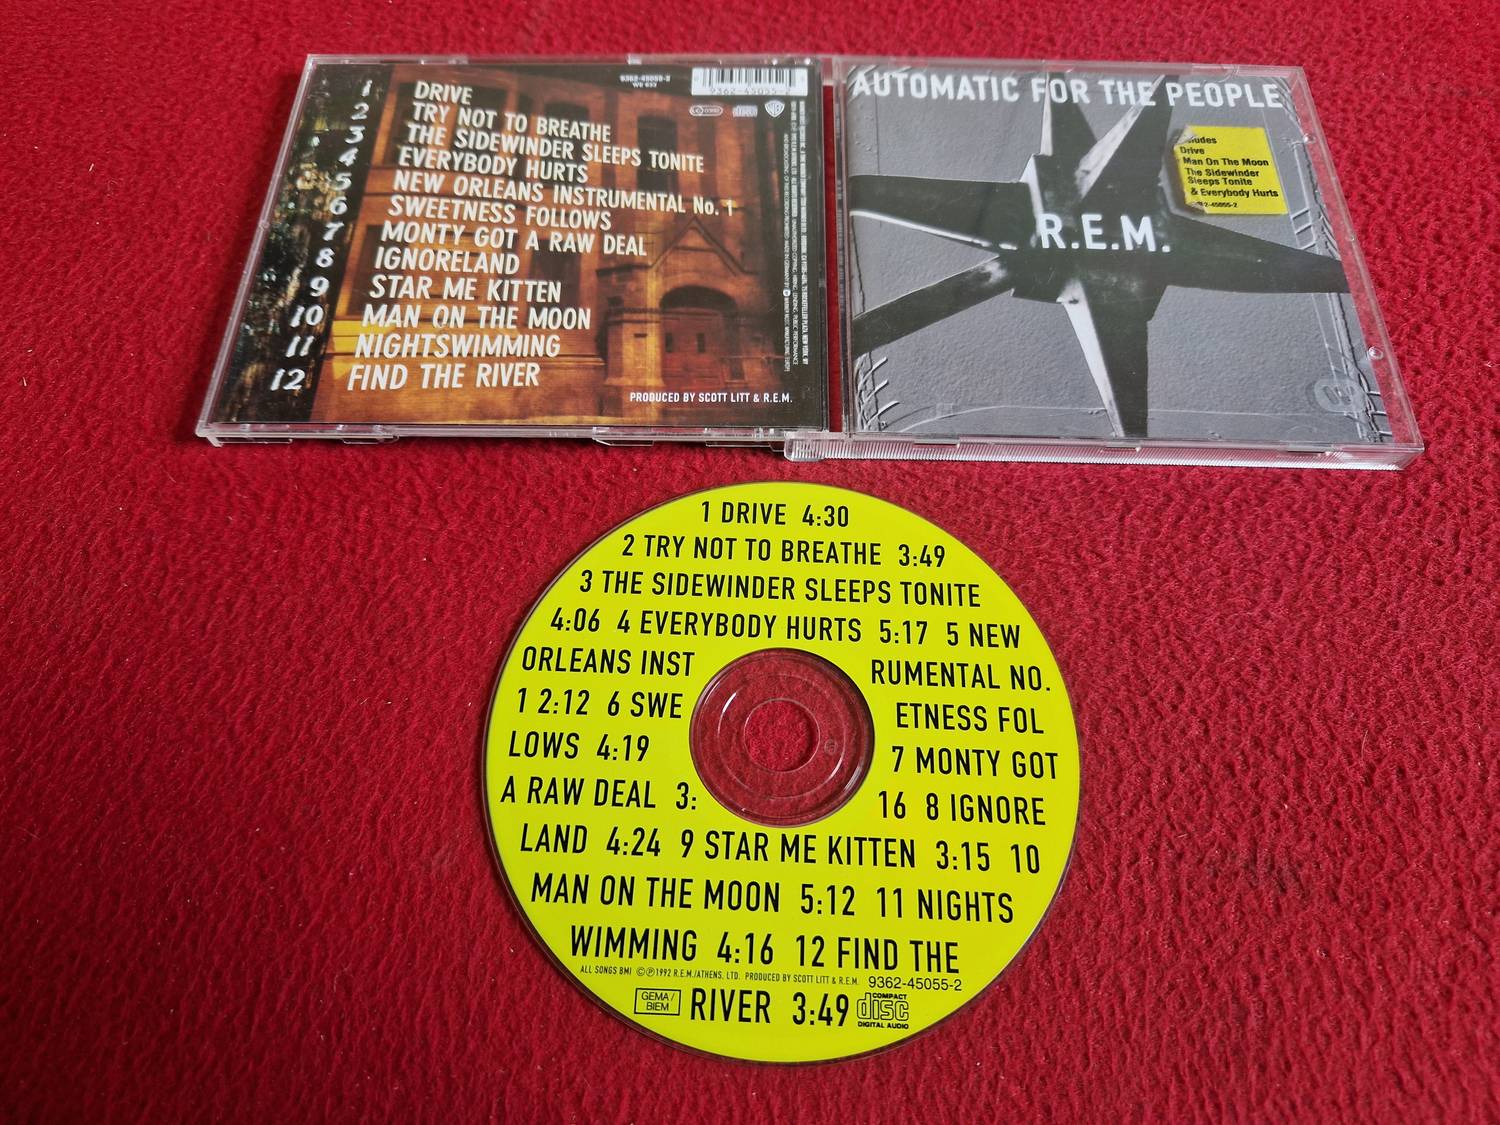 1 DRIVE
2 TRY NOT TO BREATHE
3 THE SIDEWINDER SLEEPS TONITE
4 EVERYBODY HURTS
5 NEW ORLEANS INSTRUMENTAL No. 1
6 SWEETNESS FOLLOWS
7 MONTY GOT A RAW DEAL
8 IGNORELAND
9 STAR ME KITTEN
10 MAN ON THE MOON
11 NIGHTSWIMMING
12 FIND THE RIVER
9362-45055-2
WE 833
9362-45055-2
PRODUCED BY SCOTT LITT & R.E.M.
AUTOMATIC FOR THE PEOPLE
R.E.M.
Drive
Man On The Moon
The Sidewinder
Sleeps Tonite
& Everybody Hurts
1 DRIVE 4:30
2 TRY NOT TO BREATHE 3:49
3 THE SIDEWINDER SLEEPS TONITE
4:06 4 EVERYBODY HURTS 5:17 5 NEW
ORLEANS INST RUMENTAL NO.
1 2:12 6 SWE ETNESS FOL
LOWS 4:19 7 MONTY GOT
A RAW DEAL 3: 16 8 IGNORE
LAND 4:24 9 STAR ME KITTEN 3:15 10
MAN ON THE MOON 5:12 11 NIGHTS
WIMMING 4:16 12 FIND THE
ALL SONGS BMI ©℗1992 R.E.M./ATHENS, LTD. PRODUCED BY SCOTT LITT & R.E.M. 9362-45055-2
GEMA/
BIEM
RIVER 3:49
COMPACT
disc
DIGITAL AUDIO